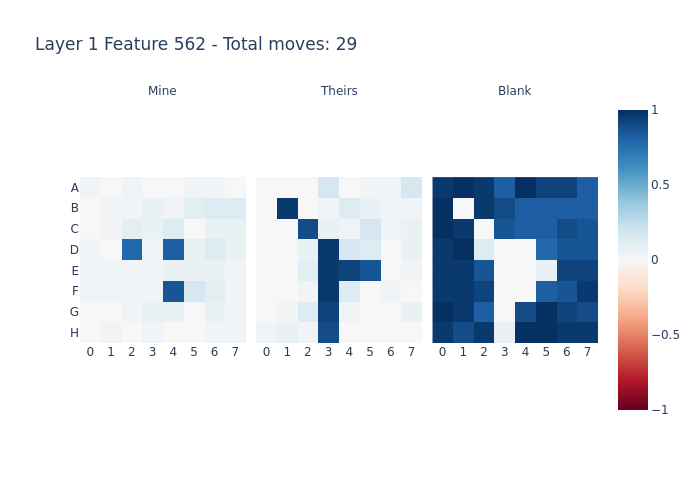 Layer 1 Feature 562 - Total moves: 29
Mine Theirs Blank
A
B
C
D
E
F
G
H
0 1 2 3 4 5 6 7 0 1 2 3 4 5 6 7 0 1 2 3 4 5 6 7
1
0.5
0
−0.5
−1